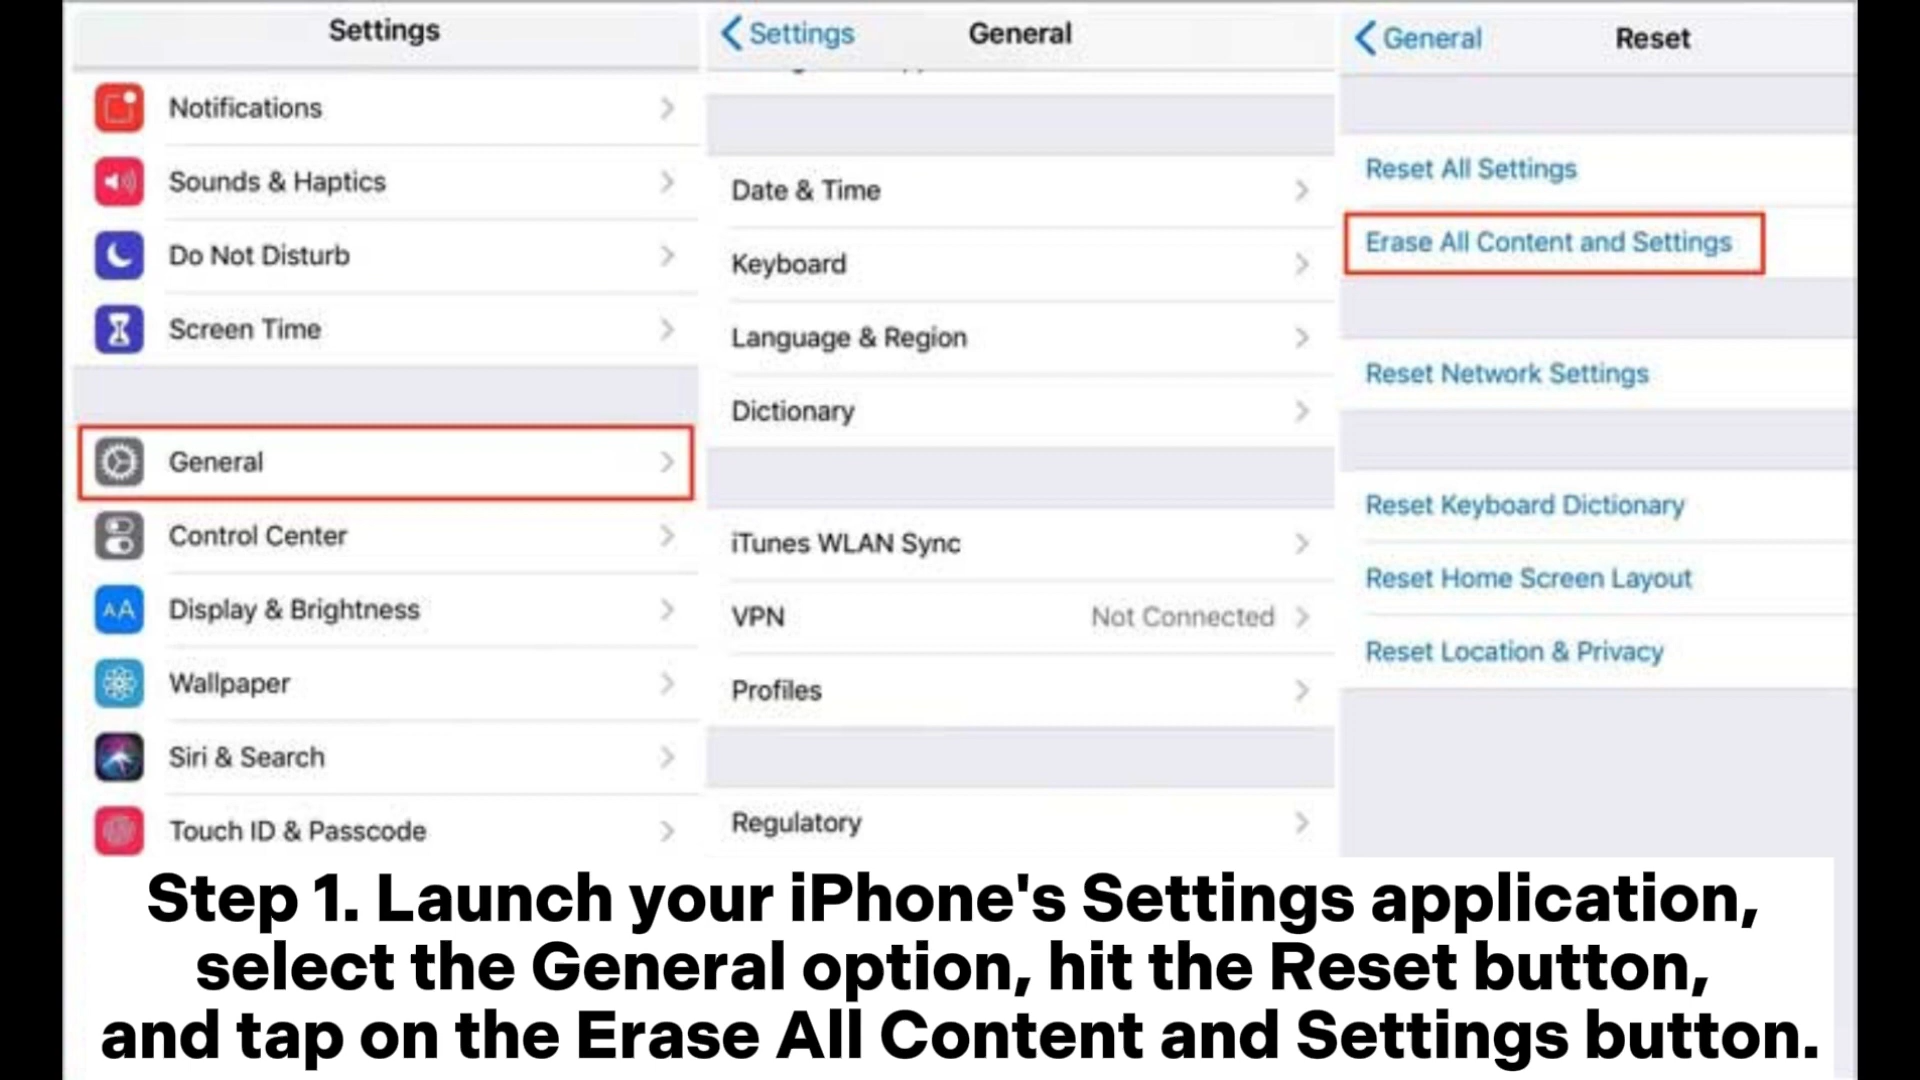 Settings
Notifications
Sounds & Haptics
Do Not Disturb
Screen Time
General
Control Center
AA
Display & Brightness
Wallpaper
Siri & Search
Touch ID & Passcode
Settings
General
Date & Time
Keyboard
Language & Region
Dictionary
iTunes WLAN Sync
VPN Not Connected
Profiles
Regulatory
General
Reset
Reset All Settings
Erase All Content and Settings
Reset Network Settings
Reset Keyboard Dictionary
Reset Home Screen Layout
Reset Location & Privacy
Step 1. Launch your iPhone's Settings application,
select the General option, hit the Reset button,
and tap on the Erase All Content and Settings button.